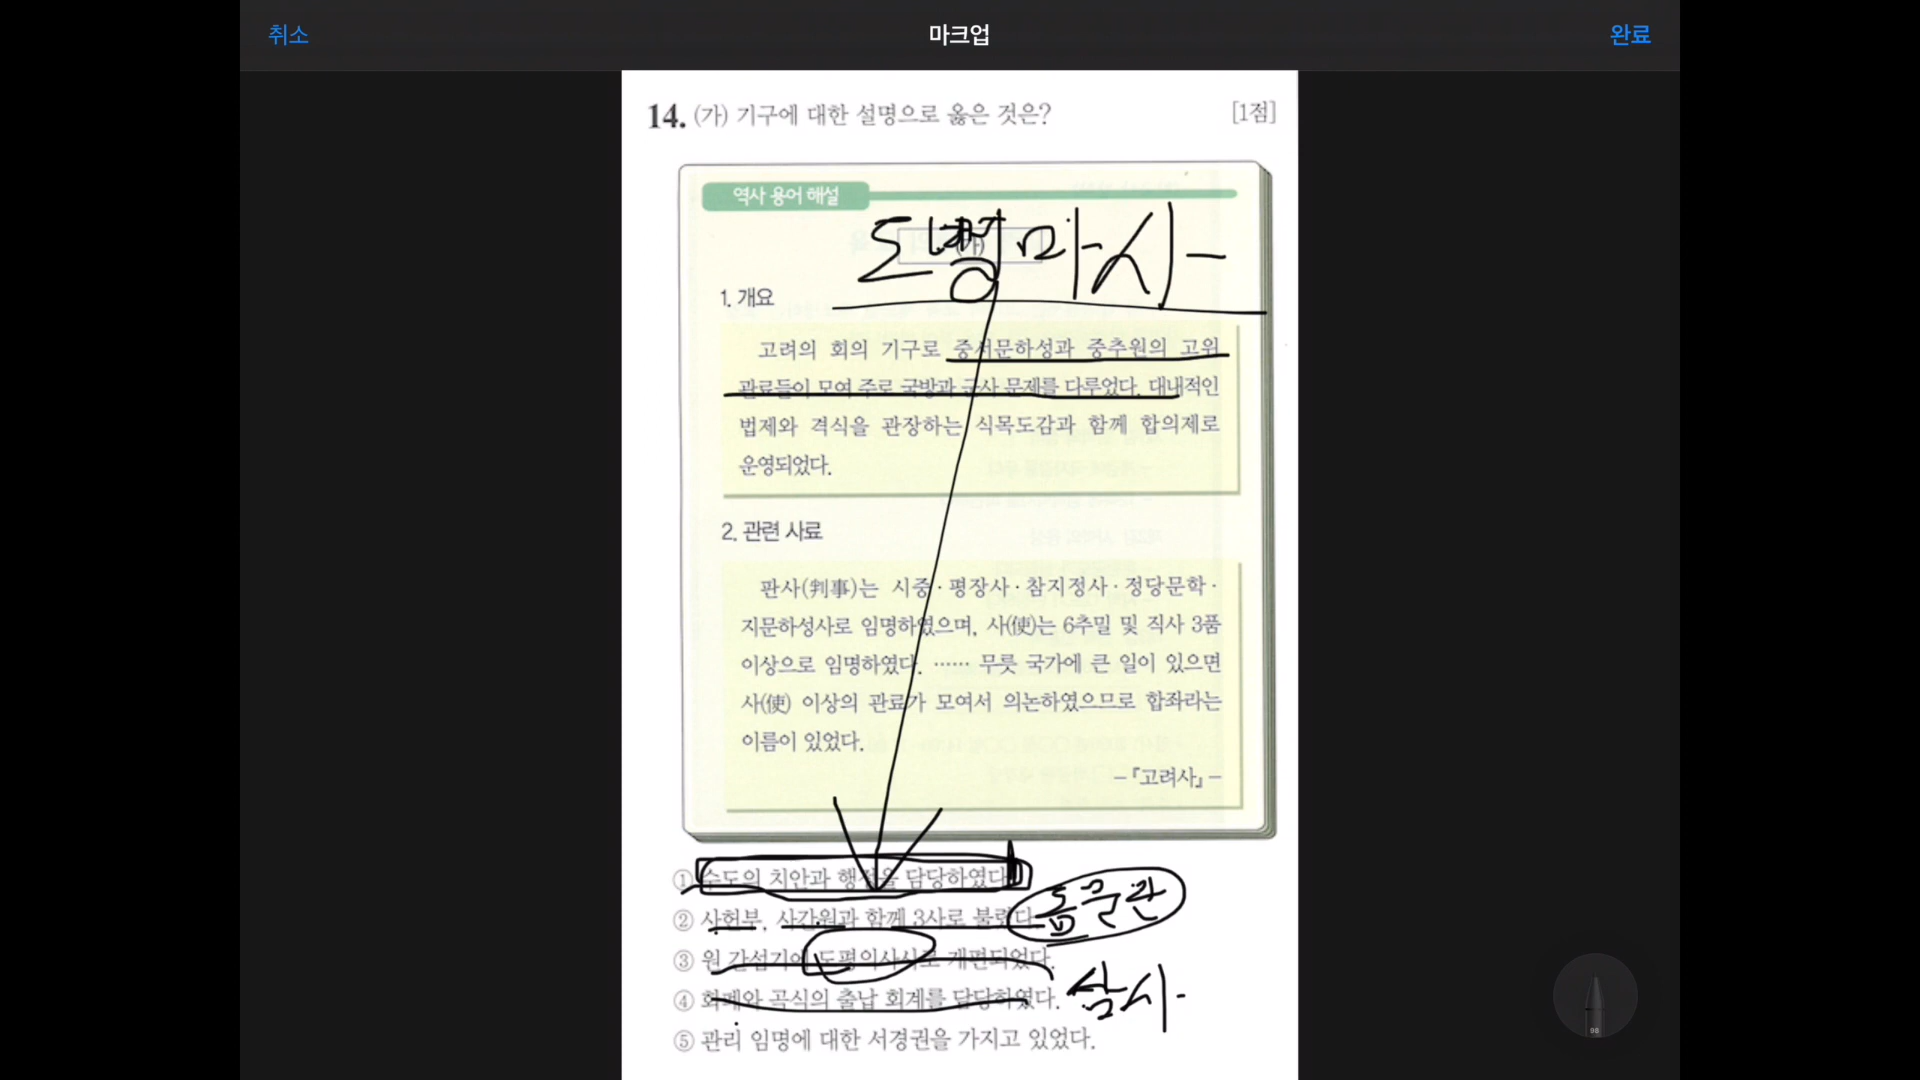 취소 마크업 완료
14. (가) 기구에 대한 설명으로 옳은 것은? [1점]
역사 용어 해설
(가)
도병마사
1. 개요
고려의 회의 기구로 중서문하성과 중추원의 고위
관료들이 모여 주로 국방과 군사 문제를 다루었다. 대내적인
법제와 격식을 관장하는 식목도감과 함께 합의제로
운영되었다.
2. 관련 사료
판사(判事)는 시중·평장사·참지정사·정당문학·
지문하성사로 임명하였으며, 사(使)는 6추밀 및 직사 3품
이상으로 임명하였다. …… 무릇 국가에 큰 일이 있으면
사(使) 이상의 관료가 모여서 의논하였으므로 합좌라는
이름이 있었다.
-『고려사』-
① 수도의 치안과 행정을 담당하였다.
② 사헌부, 사간원과 함께 3사로 불렸다.
홍문관
③ 원 간섭기에 도평의사사로 개편되었다.
④ 화폐와 곡식의 출납 회계를 담당하였다.
삼사
⑤ 관리 임명에 대한 서경권을 가지고 있었다.
98